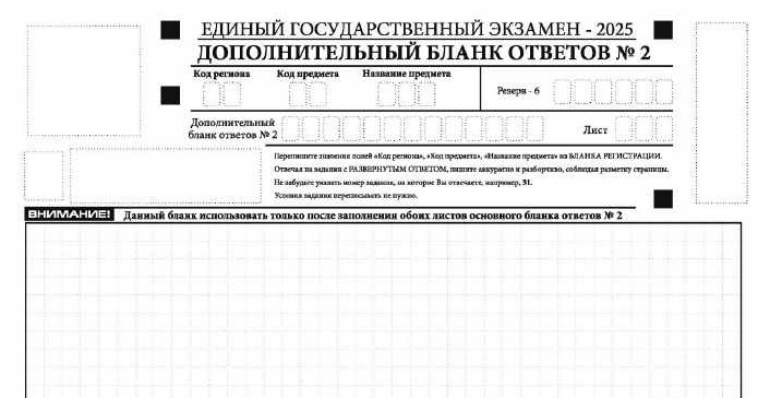 ЕДИНЫЙ ГОСУДАРСТВЕННЫЙ ЭКЗАМЕН - 2025
ДОПОЛНИТЕЛЬНЫЙ БЛАНК ОТВЕТОВ № 2
Код региона Код предмета Название предмета
Резерв - 6
Дополнительный
бланк ответов № 2 Лист
Перепишите значения полей «Код региона», «Код предмета», «Название предмета» из БЛАНКА РЕГИСТРАЦИИ.
Отвечая на задания с РАЗВЕРНУТЫМ ОТВЕТОМ, пишите аккуратно и разборчиво, соблюдая разметку страницы.
Не забудьте указать номер задания, на которое Вы отвечаете, например, 31.
Условия задания переписывать не нужно.
ВНИМАНИЕ! Данный бланк использовать только после заполнения обоих листов основного бланка ответов № 2